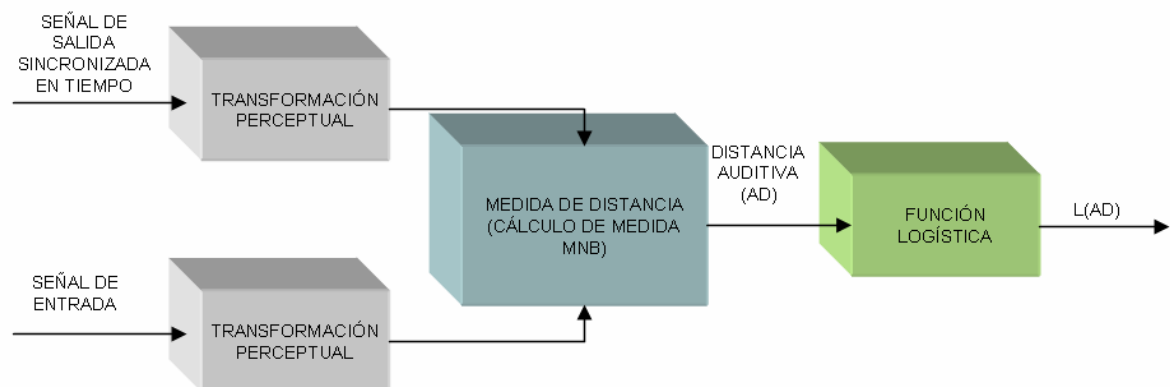 SEÑAL DE
SALIDA
SINCRONIZADA
EN TIEMPO
TRANSFORMACIÓN
PERCEPTUAL
MEDIDA DE DISTANCIA
(CÁLCULO DE MEDIDA
MNB)
DISTANCIA
AUDITIVA
(AD)
FUNCIÓN
LOGÍSTICA
L(AD)
SEÑAL DE
ENTRADA
TRANSFORMACIÓN
PERCEPTUAL